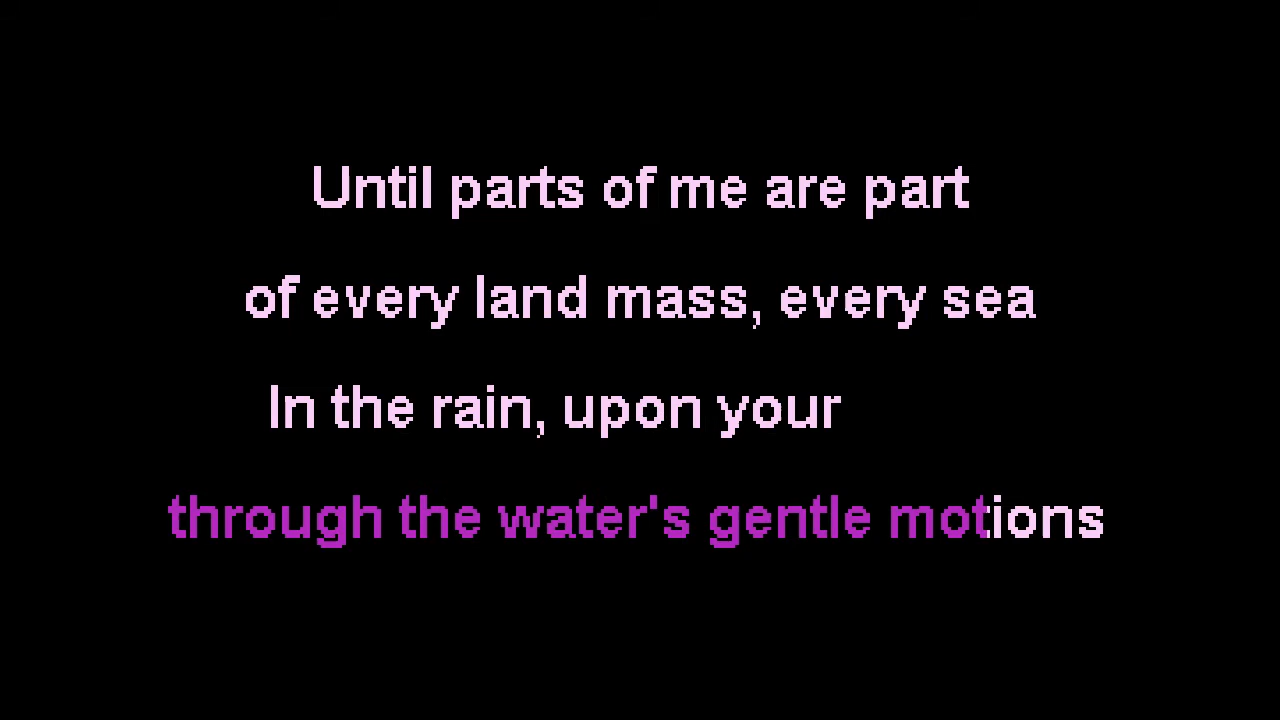 Until parts of me are part
of every land mass, every sea
In the rain, upon your
through the water's gentle motions